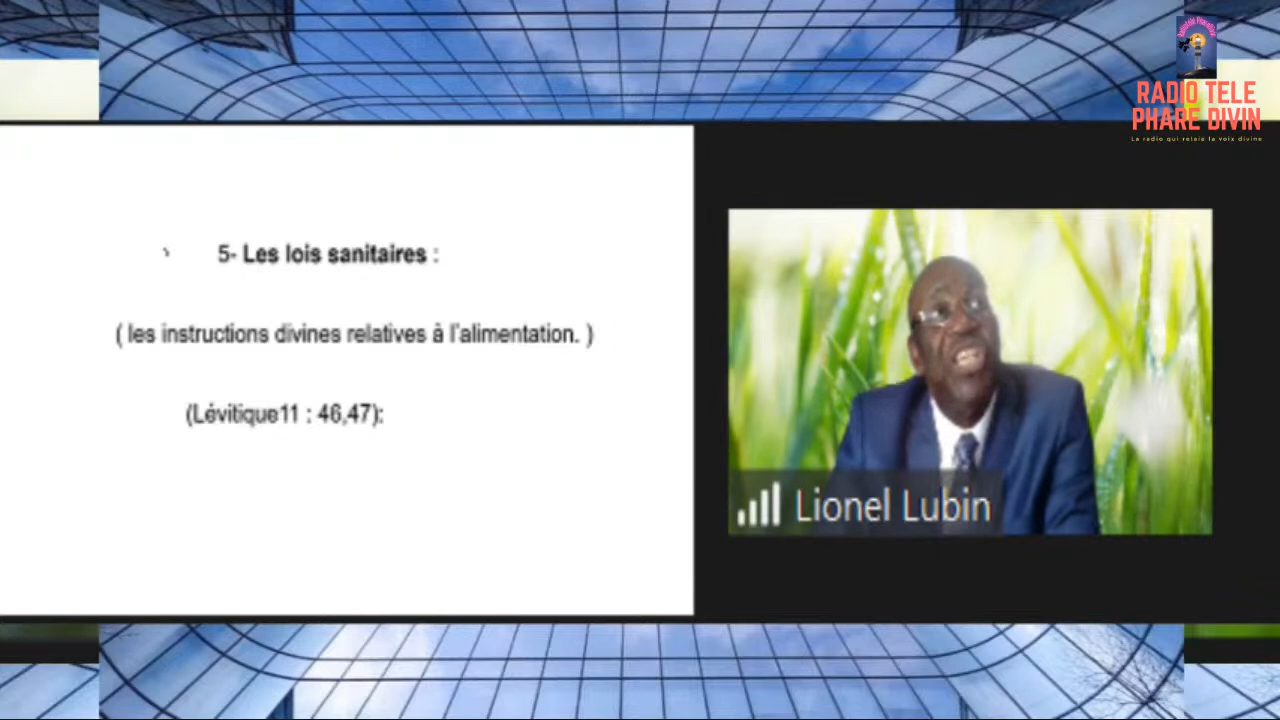 5- Les lois sanitaires :
( les instructions divines relatives à l'alimentation. )
(Lévitique11 : 46,47):
RADIO TELE
PHARE DIVIN
La radio qui relaie la voix divine
Lionel Lubin